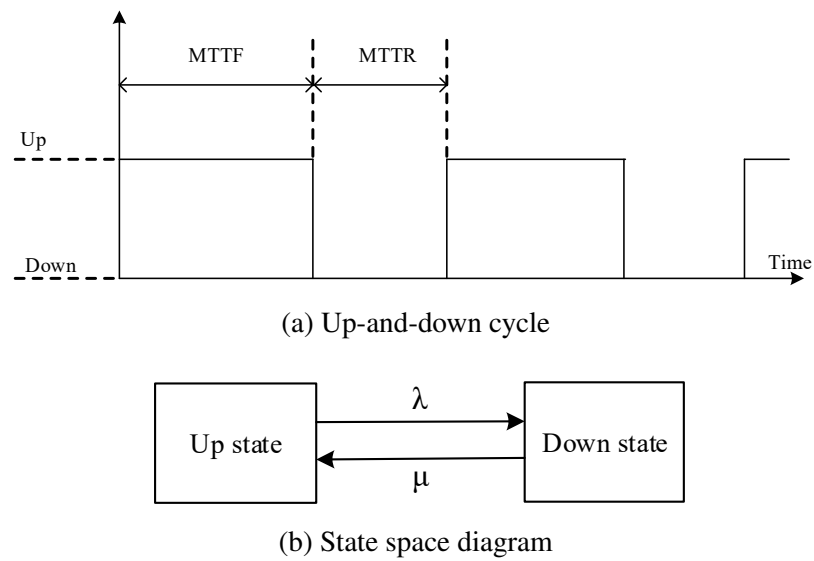 MTTF
MTTR
Up
Down
Time
(a) Up-and-down cycle
λ
Up state
Down state
μ
(b) State space diagram